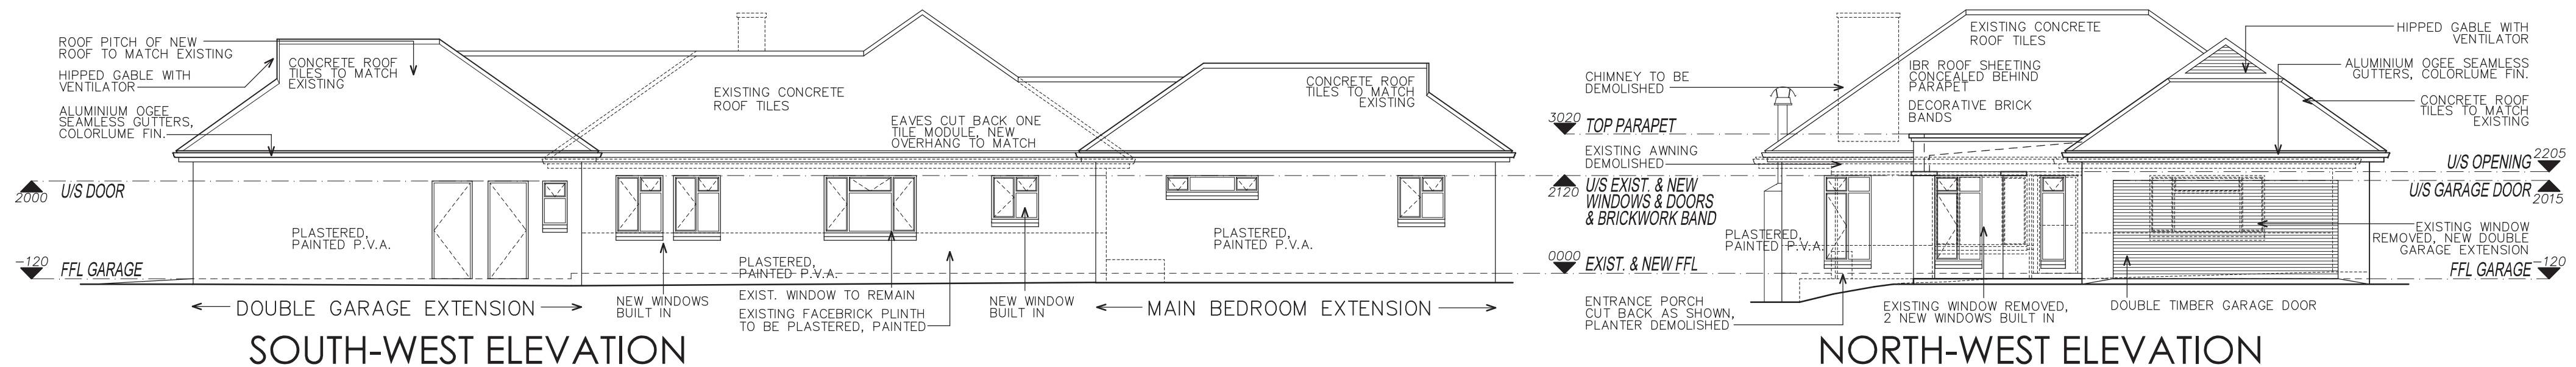 ROOF PITCH OF NEW
ROOF TO MATCH EXISTING
HIPPED GABLE WITH
VENTILATOR
ALUMINIUM OGEE
SEAMLESS GUTTERS,
COLORLUME FIN.
2000 U/S DOOR
-120 FFL GARAGE
CONCRETE ROOF
TILES TO MATCH
EXISTING
PLASTERED,
PAINTED P.V.A.
EXISTING CONCRETE
ROOF TILES
EAVES CUT BACK ONE
TILE MODULE, NEW
OVERHANG TO MATCH
CONCRETE ROOF
TILES TO MATCH
EXISTING
PLASTERED,
PAINTED P.V.A.
PLASTERED,
PAINTED P.V.A.
DOUBLE GARAGE EXTENSION
NEW WINDOWS
BUILT IN
EXIST. WINDOW TO REMAIN
EXISTING FACEBRICK PLINTH
TO BE PLASTERED, PAINTED
NEW WINDOW
BUILT IN
MAIN BEDROOM EXTENSION
SOUTH-WEST ELEVATION
CHIMNEY TO BE
DEMOLISHED
3020 TOP PARAPET
EXISTING AWNING
DEMOLISHED
2120 U/S EXIST. & NEW
WINDOWS & DOORS
& BRICKWORK BAND
0000 EXIST. & NEW FFL
ENTRANCE PORCH
CUT BACK AS SHOWN,
PLANTER DEMOLISHED
EXISTING CONCRETE
ROOF TILES
IBR ROOF SHEETING
CONCEALED BEHIND
PARAPET
DECORATIVE BRICK
BANDS
PLASTERED,
PAINTED P.V.A.
EXISTING WINDOW REMOVED,
2 NEW WINDOWS BUILT IN
DOUBLE TIMBER GARAGE DOOR
HIPPED GABLE WITH
VENTILATOR
ALUMINIUM OGEE SEAMLESS
GUTTERS, COLORLUME FIN.
CONCRETE ROOF
TILES TO MATCH
EXISTING
U/S OPENING 2205
U/S GARAGE DOOR 2015
EXISTING WINDOW
REMOVED, NEW DOUBLE
GARAGE EXTENSION
FFL GARAGE -120
NORTH-WEST ELEVATION